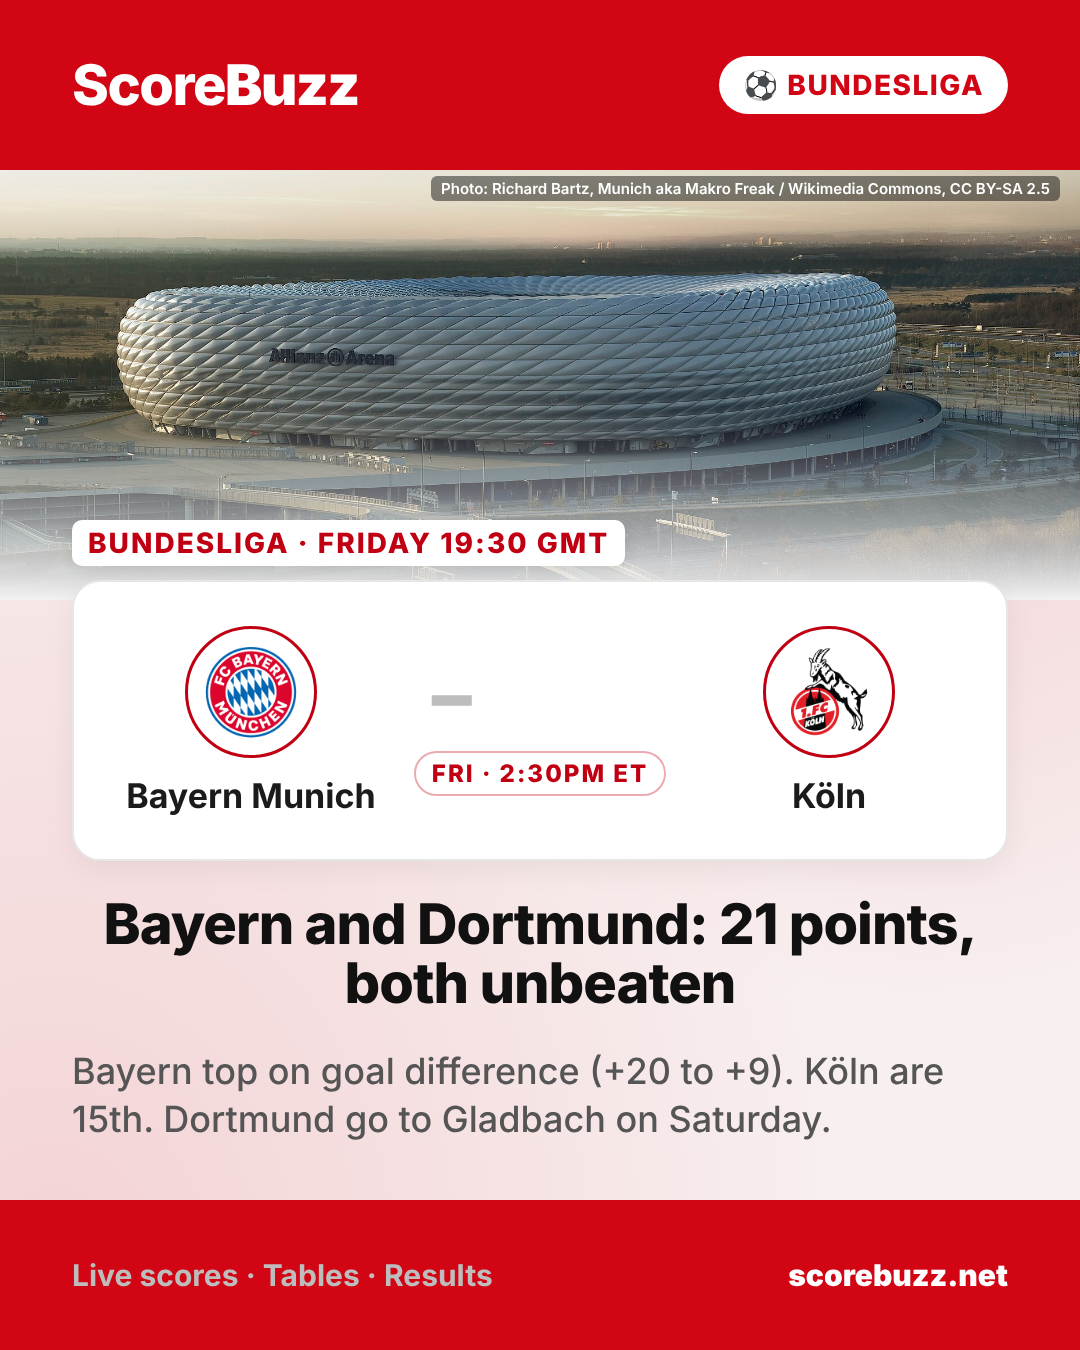 ScoreBuzz
⚽ BUNDESLIGA
Photo: Richard Bartz, Munich aka Makro Freak / Wikimedia Commons, CC BY-SA 2.5
Allianz Arena
BUNDESLIGA · FRIDAY 19:30 GMT
FC BAYERN
MÜNCHEN
–
1.FC
KÖLN
FRI · 2:30PM ET
Bayern Munich
Köln
Bayern and Dortmund: 21 points,
both unbeaten
Bayern top on goal difference (+20 to +9). Köln are
15th. Dortmund go to Gladbach on Saturday.
Live scores · Tables · Results
scorebuzz.net